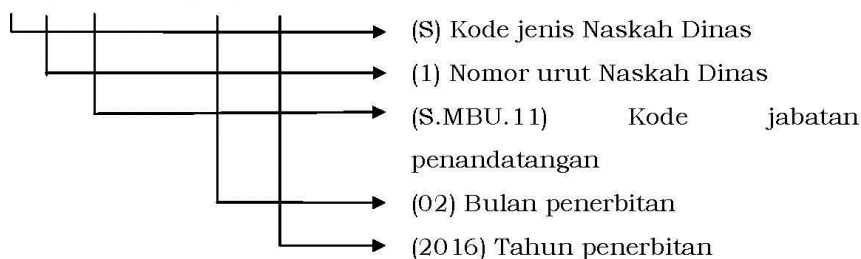 (S) Kode jenis Naskah Dinas
(1) Nomor urut Naskah Dinas
(S.MBU.11) Kode jabatan
penandatangan
(02) Bulan penerbitan
(2016) Tahun penerbitan